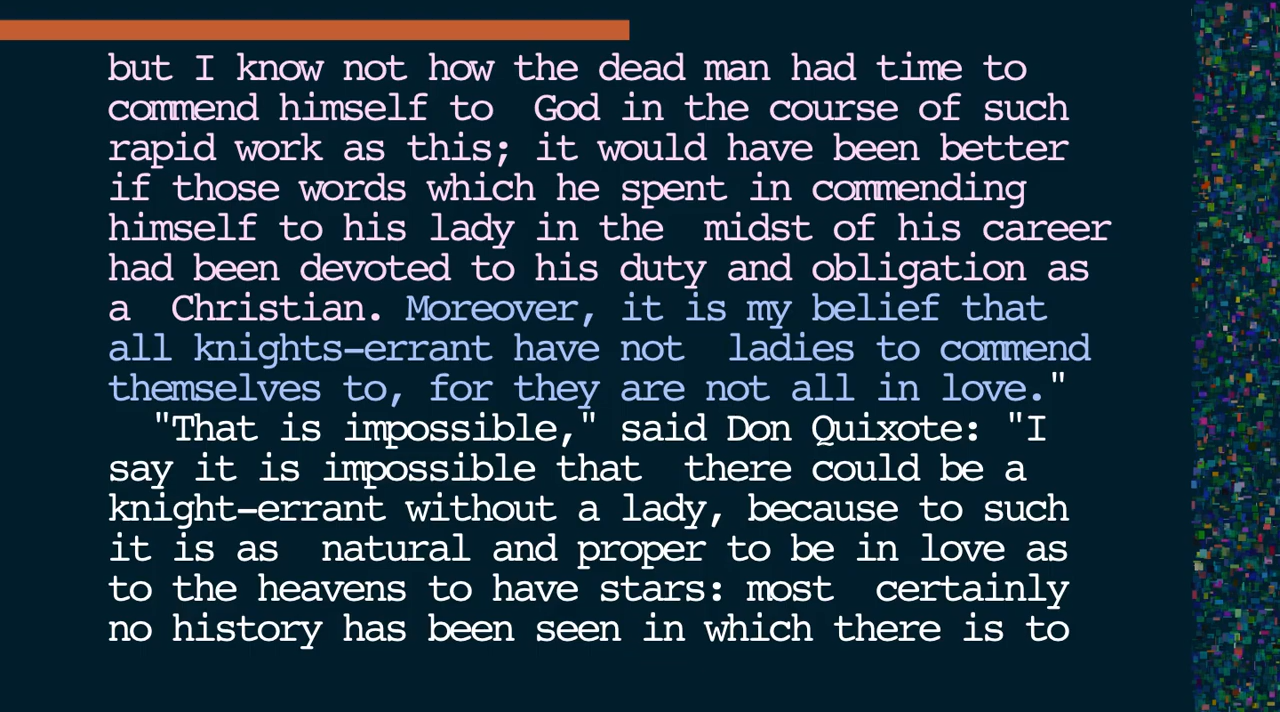 but I know not how the dead man had time to
commend himself to  God in the course of such
rapid work as this; it would have been better
if those words which he spent in commending
himself to his lady in the  midst of his career
had been devoted to his duty and obligation as
a  Christian. Moreover, it is my belief that
all knights-errant have not  ladies to commend
themselves to, for they are not all in love."
  "That is impossible," said Don Quixote: "I
say it is impossible that  there could be a
knight-errant without a lady, because to such
it is as  natural and proper to be in love as
to the heavens to have stars: most  certainly
no history has been seen in which there is to